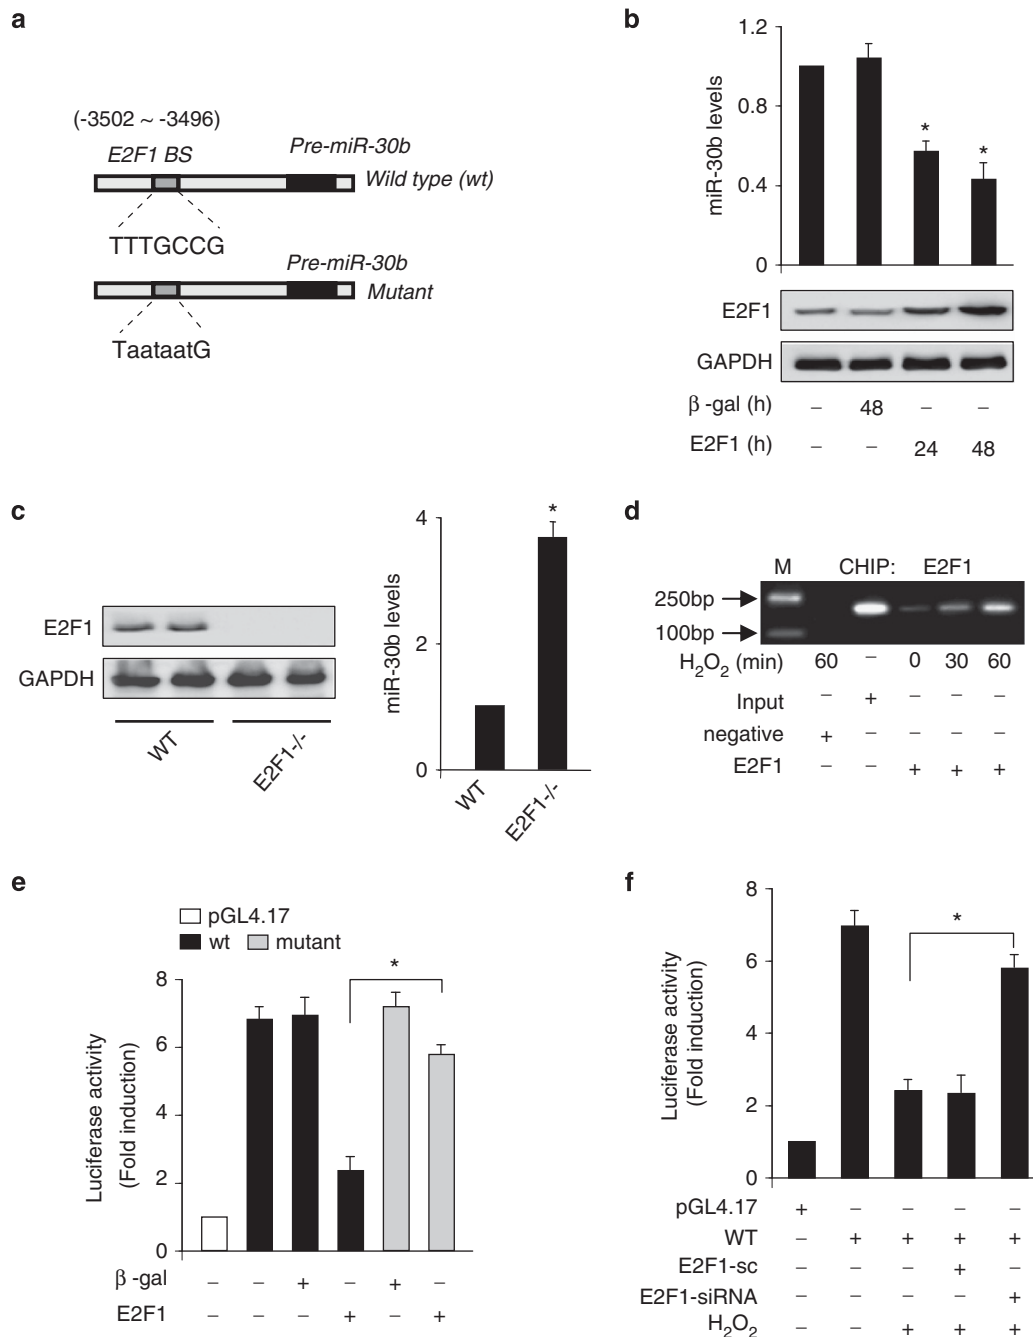 a
(-3502 ~ -3496)
E2F1 BS
Pre-miR-30b
Wild type (wt)
TTTGCCG
Pre-miR-30b
Mutant
TaataatG
b
miR-30b levels
1.2
0.8
0.4
0
*
*
E2F1
GAPDH
β -gal (h) – 48 – –
E2F1 (h) – – 24 48
c
E2F1
GAPDH
WT
E2F1-/-
miR-30b levels
4
2
0
*
WT
E2F1-/-
d
M CHIP: E2F1
250bp
100bp
H2O2 (min) 60 – 0 30 60
Input – + – – –
negative + – – – –
E2F1 – – + + +
e
pGL4.17
wt mutant
Luciferase activity
(Fold induction)
8
6
4
2
0
*
β -gal – – + – + –
E2F1 – – – + – +
f
Luciferase activity
(Fold induction)
8
6
4
2
0
*
pGL4.17 + – – – –
WT – + + + +
E2F1-sc – – – + –
E2F1-siRNA – – – – +
H2O2 – – + + +